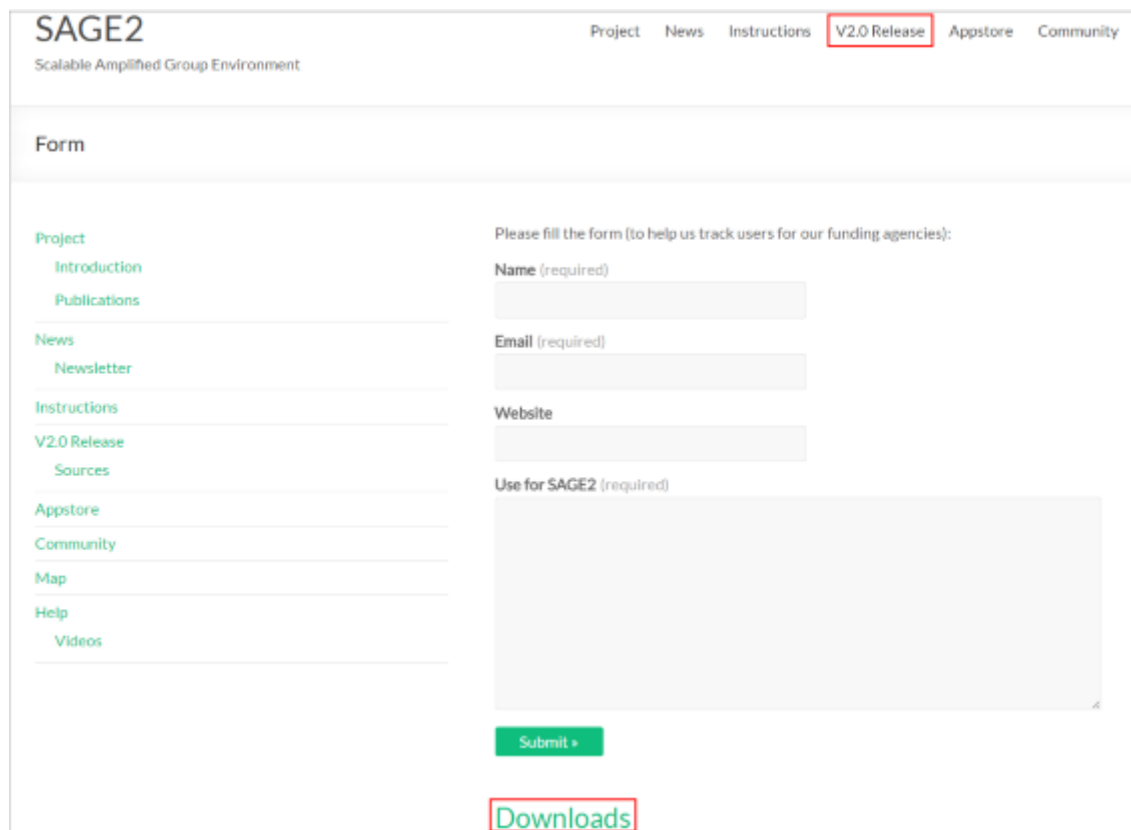 SAGE2
Project News Instructions V2.0 Release Appstore Community
Scalable Amplified Group Environment
Form
Project
Introduction
Publications
News
Newsletter
Instructions
V2.0 Release
Sources
Appstore
Community
Map
Help
Videos
Please fill the form (to help us track users for our funding agencies):
Name (required)
Email (required)
Website
Use for SAGE2 (required)
Submit »
Downloads